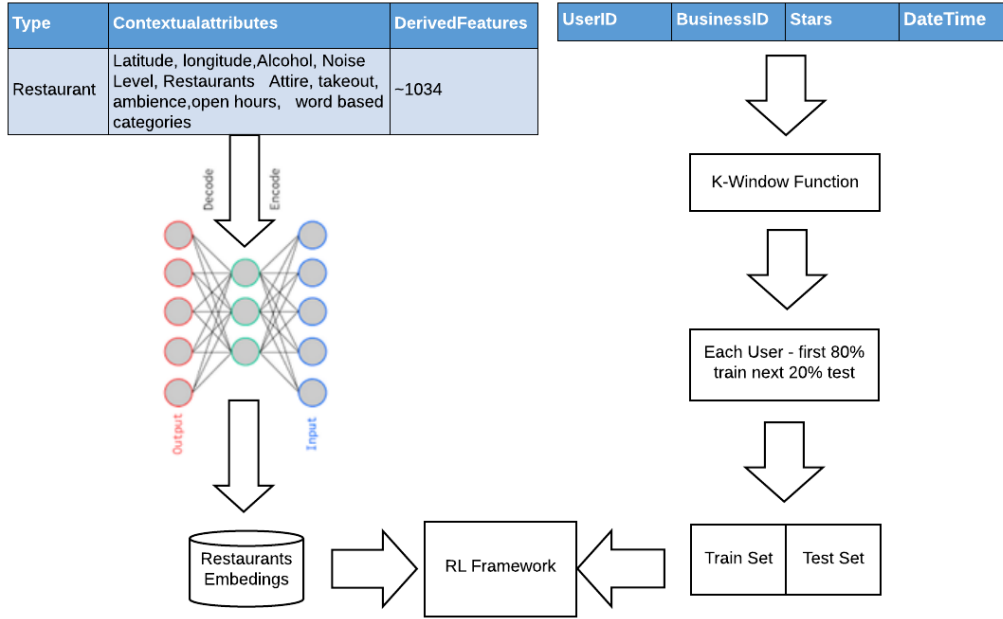 Type
Contextualattributes
DerivedFeatures
Restaurant
Latitude, longitude,Alcohol, Noise
Level, Restaurants Attire, takeout,
ambience,open hours, word based
categories
~1034
Decode
Encode
Output
Input
Restaurants
Embedings
RL Framework
UserID
BusinessID
Stars
DateTime
K-Window Function
Each User - first 80%
train next 20% test
Train Set
Test Set